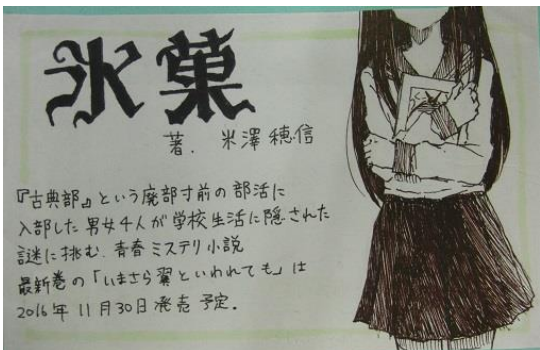 氷菓
著. 米澤穂信
『古典部』という廃部寸前の部活に
入部した男女4人が学校生活に隠された
謎に挑む. 青春ミステリ小説
最新巻の「いまさら翼といわれても」は
2016年11月30日発売予定.